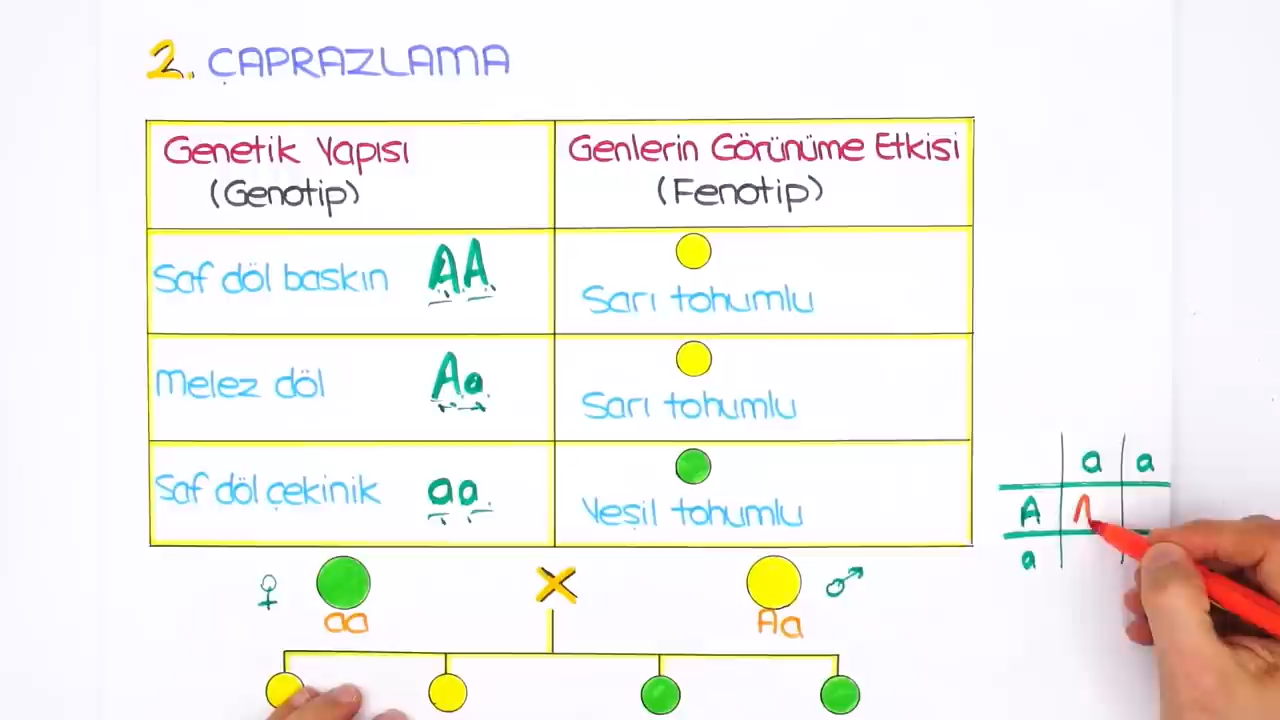 2. ÇAPRAZLAMA
Genetik Yapısı
(Genotip)
Genlerin Görünüme Etkisi
(Fenotip)
Saf döl baskın AA
Sarı tohumlu
Melez döl Aa
Sarı tohumlu
Saf döl çekinik aa
Yeşil tohumlu
♀ X ♂
aa Aa
a a
A
a